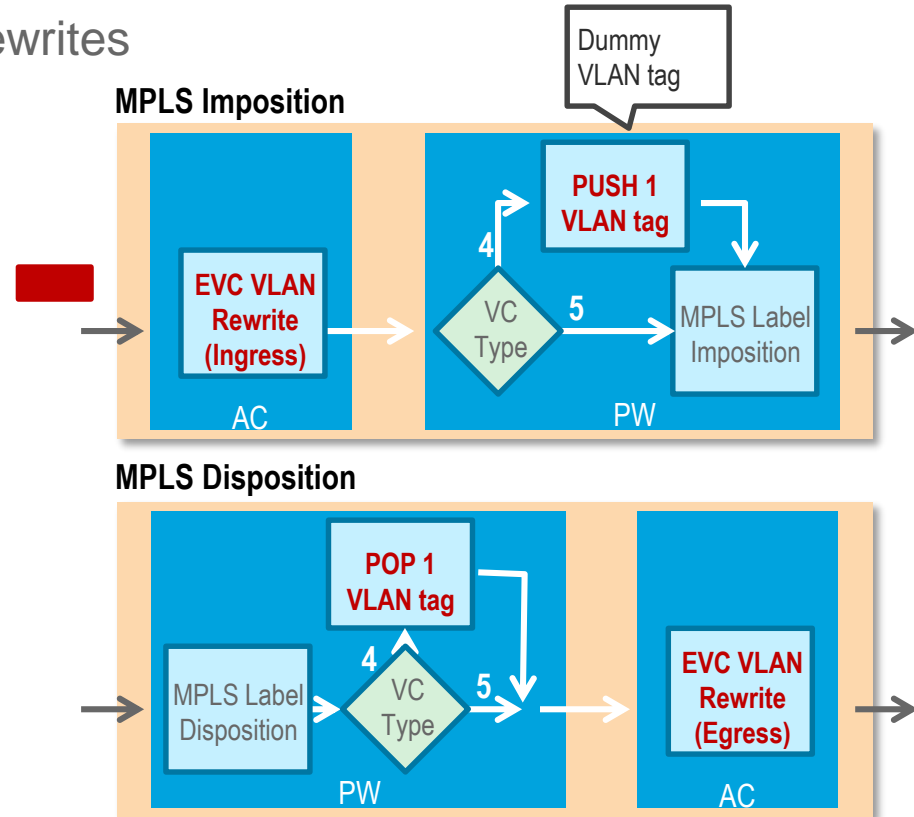 ewrites
Dummy
VLAN tag
MPLS Imposition
PUSH 1
VLAN tag
4
EVC VLAN
Rewrite
(Ingress)
VC
Type
5
MPLS Label
Imposition
AC
PW
MPLS Disposition
POP 1
VLAN tag
4
MPLS Label
Disposition
VC
Type
5
EVC VLAN
Rewrite
(Egress)
PW
AC